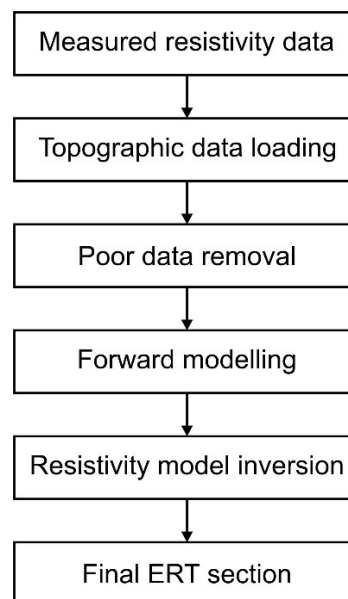 Measured resistivity data
Topographic data loading
Poor data removal
Forward modelling
Resistivity model inversion
Final ERT section